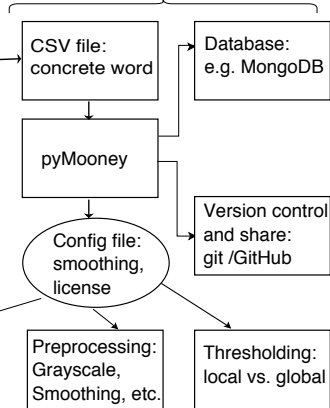 CSV file:
concrete word
Database:
e.g. MongoDB
pyMooney
Version control
and share:
git /GitHub
Config file:
smoothing,
license
Preprocessing:
Grayscale,
Smoothing, etc.
Thresholding:
local vs. global